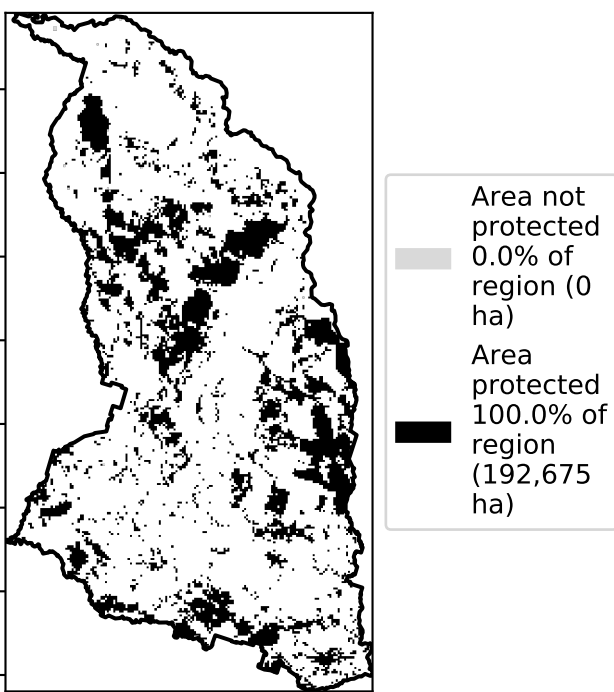 Area not
protected
0.0% of
region (0
ha)
Area
protected
100.0% of
region
(192,675
ha)